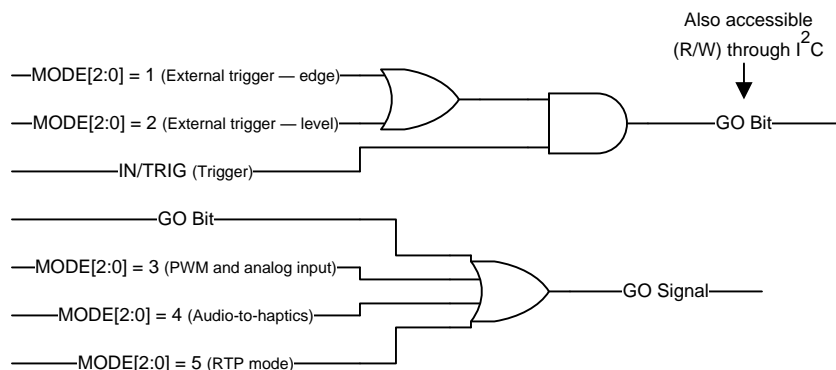 Also accessible
(R/W) through I²C
MODE[2:0] = 1 (External trigger — edge)
MODE[2:0] = 2 (External trigger — level)
GO Bit
IN/TRIG (Trigger)
GO Bit
MODE[2:0] = 3 (PWM and analog input)
GO Signal
MODE[2:0] = 4 (Audio-to-haptics)
MODE[2:0] = 5 (RTP mode)